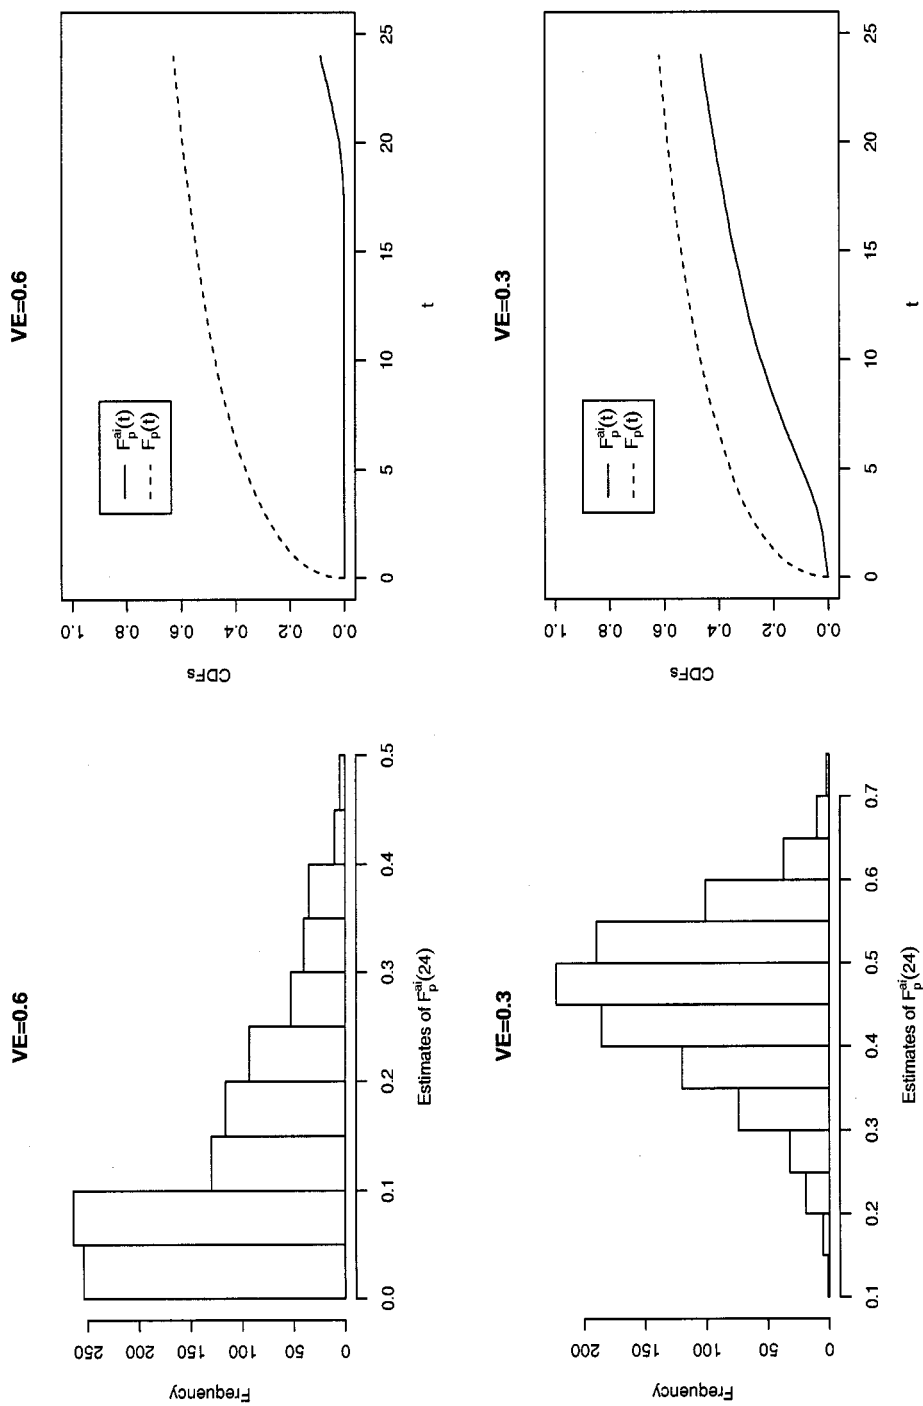 VE=0.6
Frequency
0 50 100 150 200 250
0.0 0.1 0.2 0.3 0.4 0.5
Estimates of F_p^ai(24)
VE=0.6
CDFs
0.0 0.2 0.4 0.6 0.8 1.0
F_p^ai(t)
F_p(t)
0 5 10 15 20 25
t
VE=0.3
Frequency
0 50 100 150 200
0.1 0.2 0.3 0.4 0.5 0.6 0.7
Estimates of F_p^ai(24)
VE=0.3
CDFs
0.0 0.2 0.4 0.6 0.8 1.0
F_p^ai(t)
F_p(t)
0 5 10 15 20 25
t